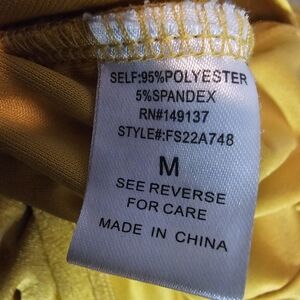 SELF:95%POLYESTER
5%SPANDEX
RN#149137
STYLE#:FS22A748
M
SEE REVERSE
FOR CARE
MADE IN CHINA